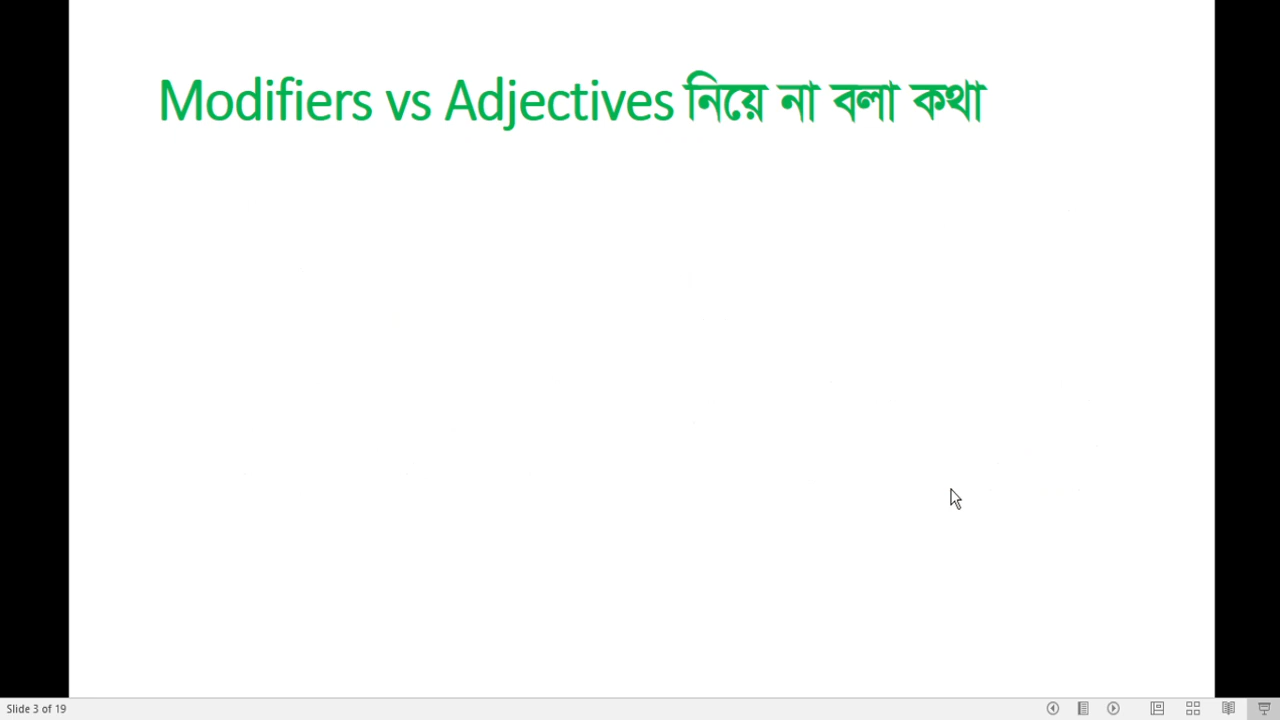 Modifiers vs Adjectives নিয়ে না বলা কথা
Slide 3 of 19